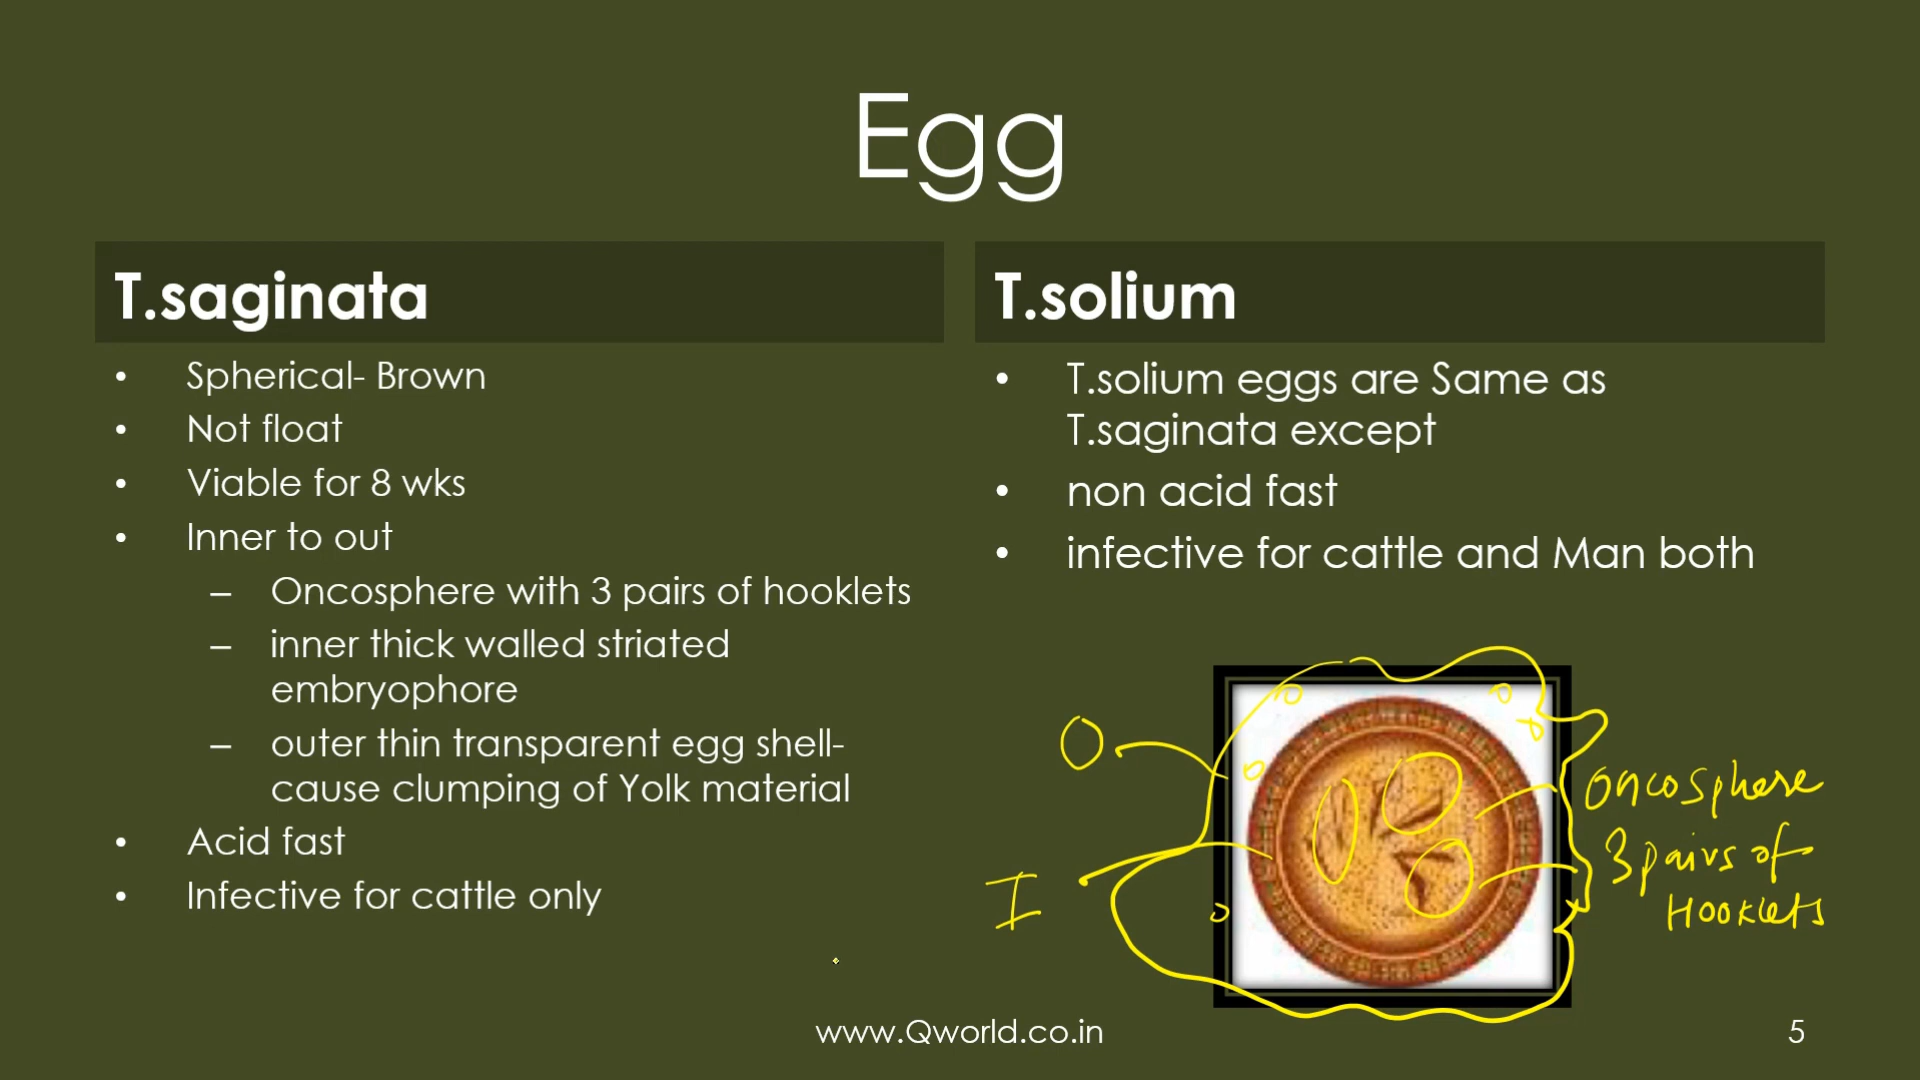 Egg
T.saginata
• Spherical- Brown
• Not float
• Viable for 8 wks
• Inner to out
– Oncosphere with 3 pairs of hooklets
– inner thick walled striated
embryophore
– outer thin transparent egg shell-
cause clumping of Yolk material
• Acid fast
• Infective for cattle only
T.solium
• T.solium eggs are Same as
T.saginata except
• non acid fast
• infective for cattle and Man both
O
I
oncosphere
3 pairs of
Hooklets
www.Qworld.co.in
5